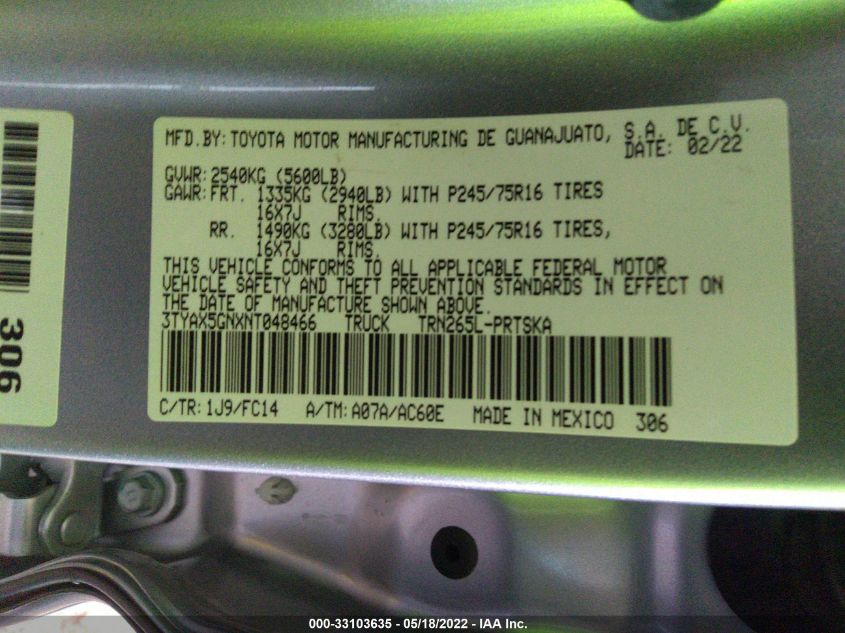 MFD.BY: TOYOTA MOTOR MANUFACTURING DE GUANAJUATO, S.A. DE C.V.
DATE: 02/22
GVWR: 2540KG (5600LB)
GAWR: FRT. 1335KG (2940LB) WITH P245/75R16 TIRES
16X7J RIMS.
RR. 1490KG (3280LB) WITH P245/75R16 TIRES,
16X7J RIMS.
THIS VEHICLE CONFORMS TO ALL APPLICABLE FEDERAL MOTOR
VEHICLE SAFETY AND THEFT PREVENTION STANDARDS IN EFFECT ON
THE DATE OF MANUFACTURE SHOWN ABOVE.
3TYAX5GNXNT048466 TRUCK TRN265L-PRTSKA
C/TR: 1J9/FC14 A/TM: A07A/AC60E MADE IN MEXICO 306
306
000-33103635 - 05/18/2022 - IAA Inc.